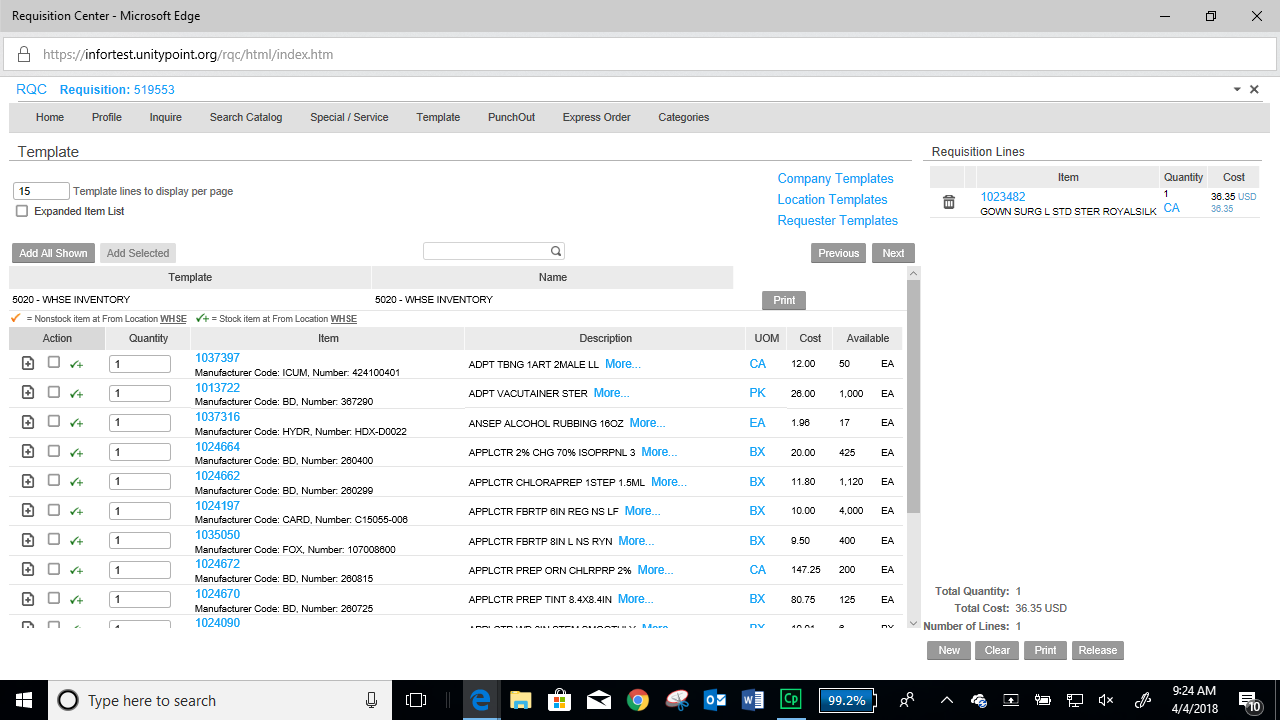 Requisition Center - Microsoft Edge
https://infortest.unitypoint.org/rqc/html/index.htm
RQC Requisition: 519553
Home Profile Inquire Search Catalog Special / Service Template PunchOut Express Order Categories
Template
15 Template lines to display per page
Expanded Item List
Company Templates
Location Templates
Requester Templates
Add All Shown Add Selected Previous Next
Template Name
5020 - WHSE INVENTORY 5020 - WHSE INVENTORY Print
= Nonstock item at From Location WHSE = Stock item at From Location WHSE
Action Quantity Item Description UOM Cost Available
1 1037397 ADPT TBNG 1ART 2MALE LL More... CA 12.00 50 EA
Manufacturer Code: ICUM, Number: 424100401
1 1013722 ADPT VACUTAINER STER More... PK 26.00 1,000 EA
Manufacturer Code: BD, Number: 367290
1 1037316 ANSEP ALCOHOL RUBBING 16OZ More... EA 1.96 17 EA
Manufacturer Code: HYDR, Number: HDX-D0022
1 1024664 APPLCTR 2% CHG 70% ISOPRPNL 3 More... BX 20.00 425 EA
Manufacturer Code: BD, Number: 260400
1 1024662 APPLCTR CHLORAPREP 1STEP 1.5ML More... BX 11.80 1,120 EA
Manufacturer Code: BD, Number: 260299
1 1024197 APPLCTR FBRTP 6IN REG NS LF More... BX 10.00 4,000 EA
Manufacturer Code: CARD, Number: C15055-006
1 1035050 APPLCTR FBRTP 8IN L NS RYN More... BX 9.50 400 EA
Manufacturer Code: FOX, Number: 107008600
1 1024672 APPLCTR PREP ORN CHLRPRP 2% More... CA 147.25 200 EA
Manufacturer Code: BD, Number: 260815
1 1024670 APPLCTR PREP TINT 8.4X8.4IN More... BX 80.75 125 EA
Manufacturer Code: BD, Number: 260725
1024090
Requisition Lines
Item Quantity Cost
1023482 1 36.35 USD
GOWN SURG L STD STER ROYALSILK CA 36.35
Total Quantity: 1
Total Cost: 36.35 USD
Number of Lines: 1
New Clear Print Release
Type here to search
99.2%
9:24 AM
4/4/2018
10